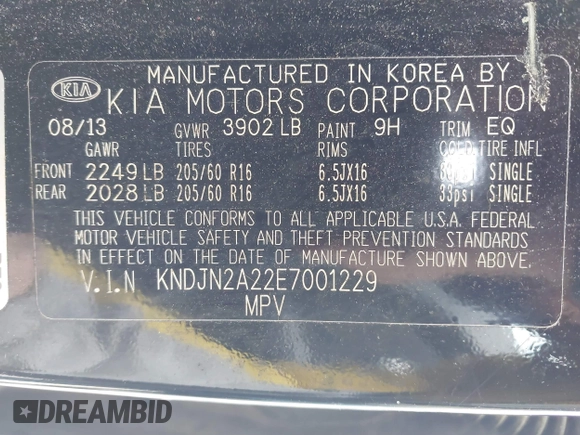 MANUFACTURED IN KOREA BY
KIA KIA MOTORS CORPORATION
08/13 GVWR 3902 LB PAINT 9H TRIM EQ
GAWR TIRES RIMS COLD TIRE INFL
FRONT 2249 LB 205/60 R16 6.5JX16 SINGLE
REAR 2028 LB 205/60 R16 6.5JX16 33psi SINGLE
THIS VEHICLE CONFORMS TO ALL APPLICABLE U.S.A. FEDERAL
MOTOR VEHICLE SAFETY AND THEFT PREVENTION STANDARDS
IN EFFECT ON THE DATE OF MANUFACTURE SHOWN ABOVE.
V.I.N KNDJN2A22E7001229
MPV
DREAMBID